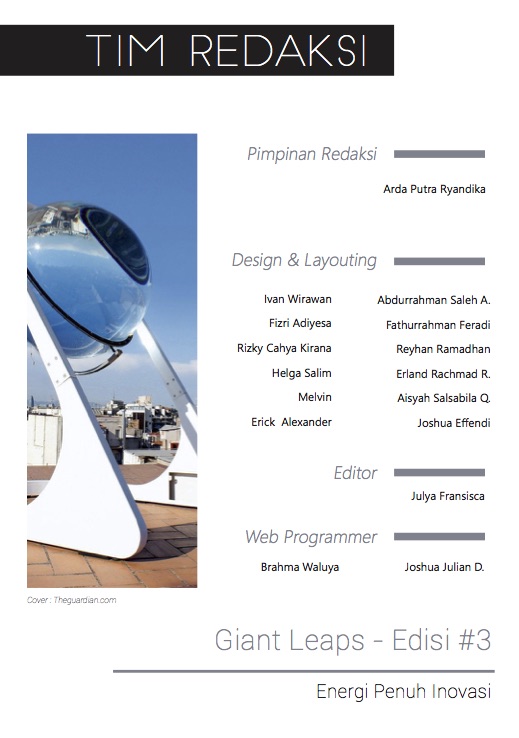 TIM REDAKSI
Pimpinan Redaksi
Arda Putra Ryandika
Design & Layouting
Ivan Wirawan Abdurrahman Saleh A.
Fizri Adiyesa Fathurrahman Feradi
Rizky Cahya Kirana Reyhan Ramadhan
Helga Salim Erland Rachmad R.
Melvin Aisyah Salsabila Q.
Erick Alexander Joshua Effendi
Editor
Julya Fransisca
Web Programmer
Brahma Waluya Joshua Julian D.
Cover : Theguardian.com
Giant Leaps - Edisi #3
Energi Penuh Inovasi